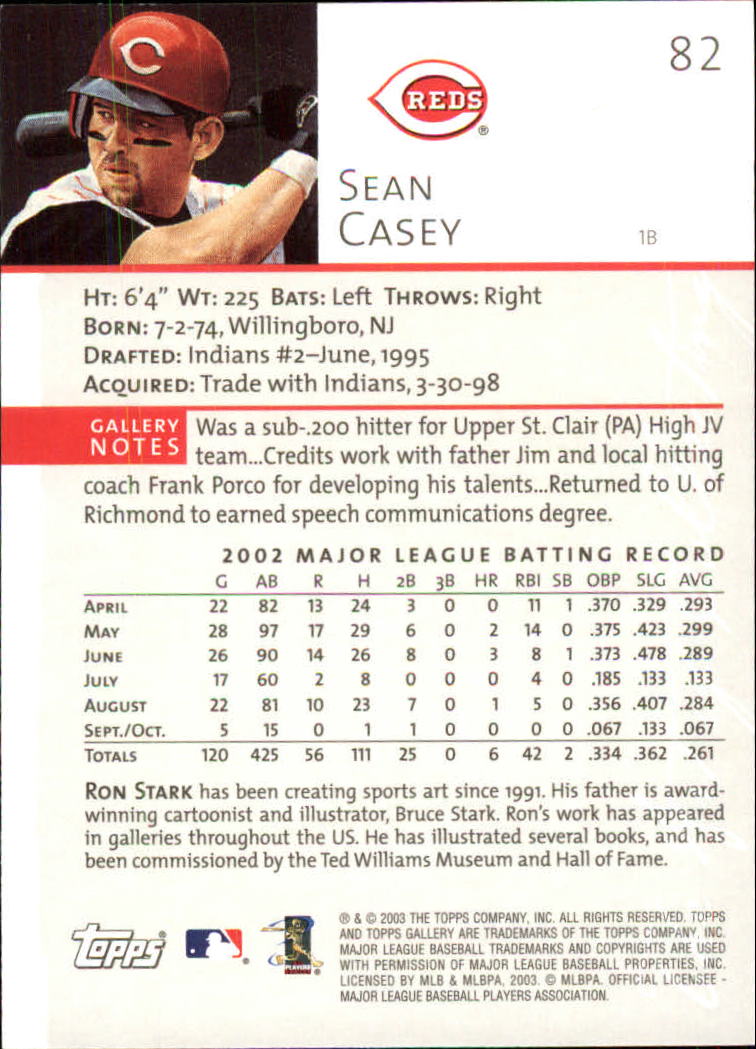 82
REDS
®
SEAN
CASEY
1B
HT: 6'4" WT: 225 BATS: Left THROWS: Right
BORN: 7-2-74, Willingboro, NJ
DRAFTED: Indians #2–June, 1995
ACQUIRED: Trade with Indians, 3-30-98
GALLERY NOTES
Was a sub-.200 hitter for Upper St. Clair (PA) High JV
team...Credits work with father Jim and local hitting
coach Frank Porco for developing his talents...Returned to U. of
Richmond to earned speech communications degree.
2002 MAJOR LEAGUE BATTING RECORD
G AB R H 2B 3B HR RBI SB OBP SLG AVG
APRIL 22 82 13 24 3 0 0 11 1 .370 .329 .293
MAY 28 97 17 29 6 0 2 14 0 .375 .423 .299
JUNE 26 90 14 26 8 0 3 8 1 .373 .478 .289
JULY 17 60 2 8 0 0 0 4 0 .185 .133 .133
AUGUST 22 81 10 23 7 0 1 5 0 .356 .407 .284
SEPT./OCT. 5 15 0 1 1 0 0 0 0 .067 .133 .067
TOTALS 120 425 56 111 25 0 6 42 2 .334 .362 .261
RON STARK has been creating sports art since 1991. His father is award-
winning cartoonist and illustrator, Bruce Stark. Ron's work has appeared
in galleries throughout the US. He has illustrated several books, and has
been commissioned by the Ted Williams Museum and Hall of Fame.
topps
PLAYERS
® & © 2003 THE TOPPS COMPANY, INC. ALL RIGHTS RESERVED. TOPPS
AND TOPPS GALLERY ARE TRADEMARKS OF THE TOPPS COMPANY, INC.
MAJOR LEAGUE BASEBALL TRADEMARKS AND COPYRIGHTS ARE USED
WITH PERMISSION OF MAJOR LEAGUE BASEBALL PROPERTIES, INC.
LICENSED BY MLB & MLBPA, 2003. © MLBPA. OFFICIAL LICENSEE -
MAJOR LEAGUE BASEBALL PLAYERS ASSOCIATION.